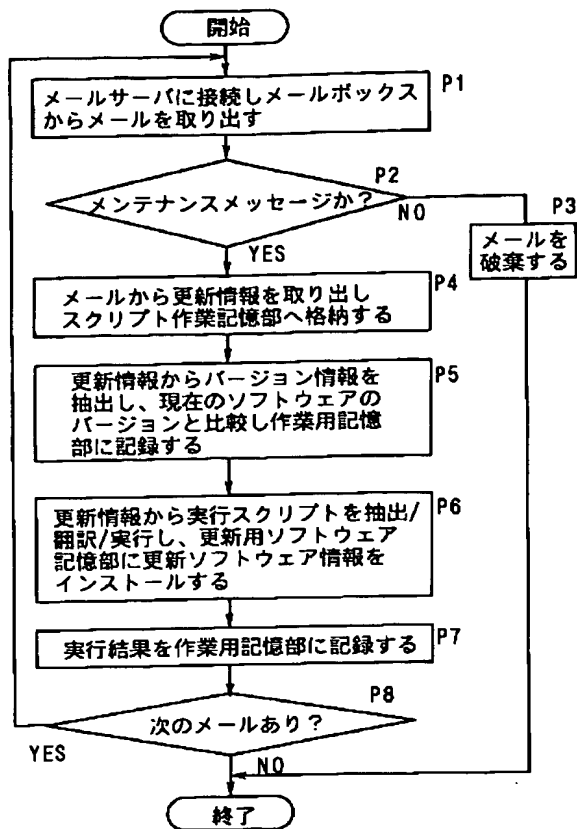 開始
メールサーバに接続しメールボックス
からメールを取り出す
P1
メンテナンスメッセージか?
P2
NO
YES
P3
メールを
破棄する
メールから更新情報を取り出し
スクリプト作業記憶部へ格納する
P4
更新情報からバージョン情報を
抽出し、現在のソフトウェアの
バージョンと比較し作業用記憶
部に記録する
P5
更新情報から実行スクリプトを抽出/
翻訳/実行し、更新用ソフトウェア
記憶部に更新ソフトウェア情報を
インストールする
P6
実行結果を作業用記憶部に記録する
P7
次のメールあり?
P8
YES
NO
終了